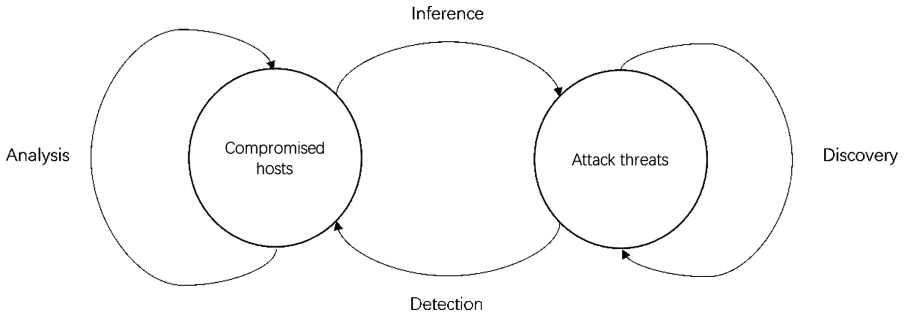 Inference
Analysis
Compromised
hosts
Attack threats
Discovery
Detection